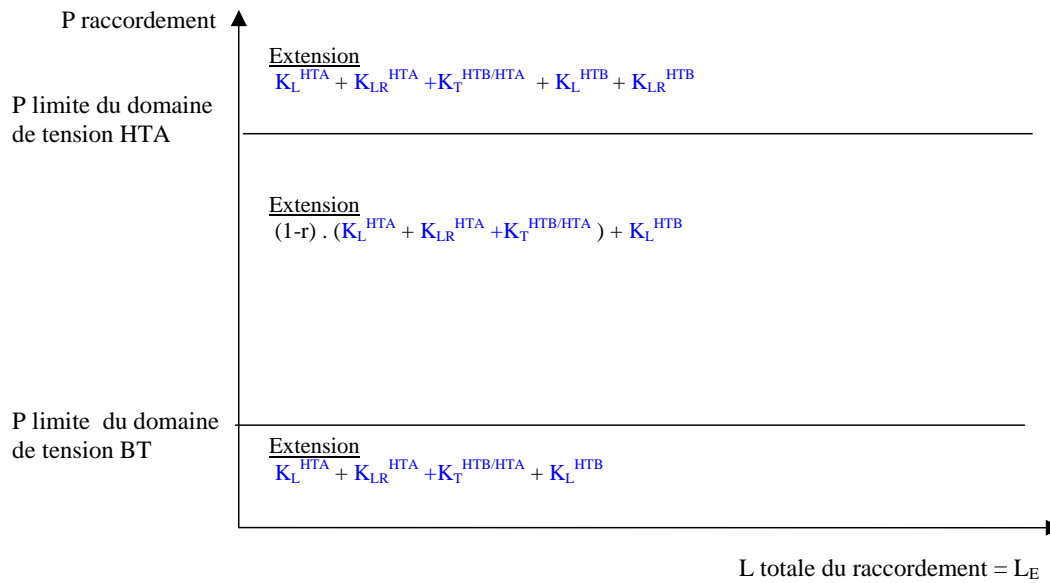 P raccordement
Extension
K_L^HTA + K_LR^HTA +K_T^HTB/HTA + K_L^HTB + K_LR^HTB
P limite du domaine
de tension HTA
Extension
(1-r) . (K_L^HTA + K_LR^HTA +K_T^HTB/HTA ) + K_L^HTB
P limite du domaine
de tension BT
Extension
K_L^HTA + K_LR^HTA +K_T^HTB/HTA + K_L^HTB
L totale du raccordement = L_E